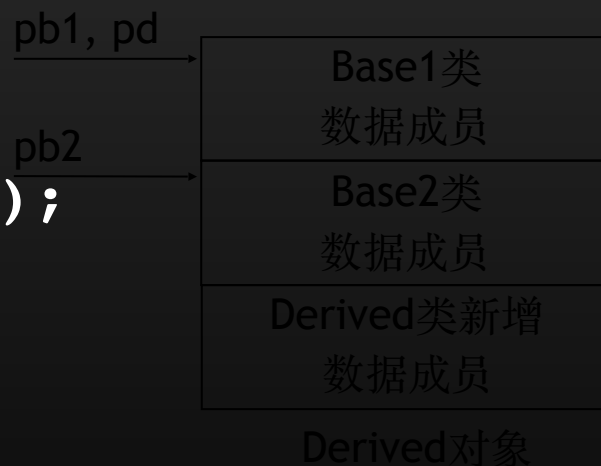 pb1, pd
Base1类
数据成员
pb2
);
Base2类
数据成员
Derived类新增
数据成员
Derived对象